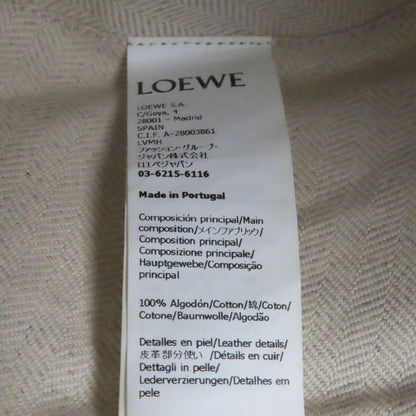 LOEWE
LOEWE S.A.
C/Goya, 4
28001 - Madrid
SPAIN
C.I.F. A-28003861
LVMH
ファッション・グループ・
ジャパン株式会社
ロエベジャパン
03-6215-6116
Made in Portugal
Composición principal/Main
composition/メインファブリック/
Composition principal/
Composizione principale/
Hauptgewebe/Composição
principal
100% Algodón/Cotton/綿/Coton/
Cotone/Baumwolle/Algodão
Detalles en piel/Leather details/
皮革部分使い /Détails en cuir/
Dettagli in pelle/
Lederverzierungen/Detalhes em
pele